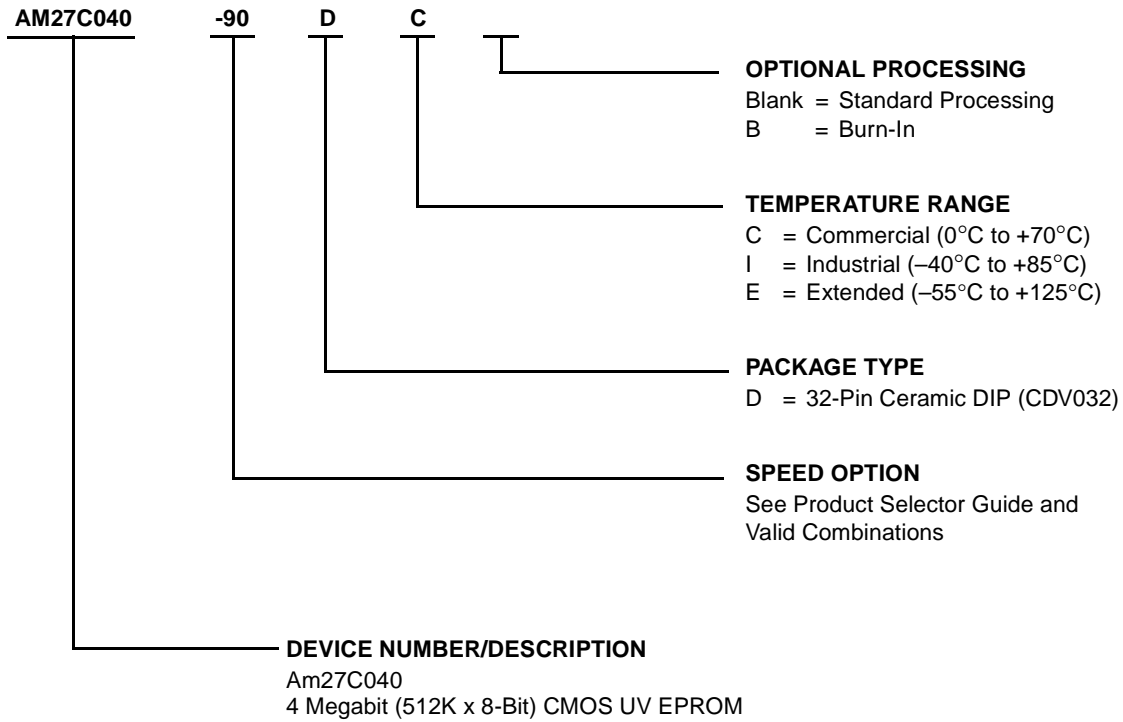 AM27C040 -90 D C
OPTIONAL PROCESSING
Blank = Standard Processing
B = Burn-In
TEMPERATURE RANGE
C = Commercial (0°C to +70°C)
I = Industrial (–40°C to +85°C)
E = Extended (–55°C to +125°C)
PACKAGE TYPE
D = 32-Pin Ceramic DIP (CDV032)
SPEED OPTION
See Product Selector Guide and
Valid Combinations
DEVICE NUMBER/DESCRIPTION
Am27C040
4 Megabit (512K x 8-Bit) CMOS UV EPROM